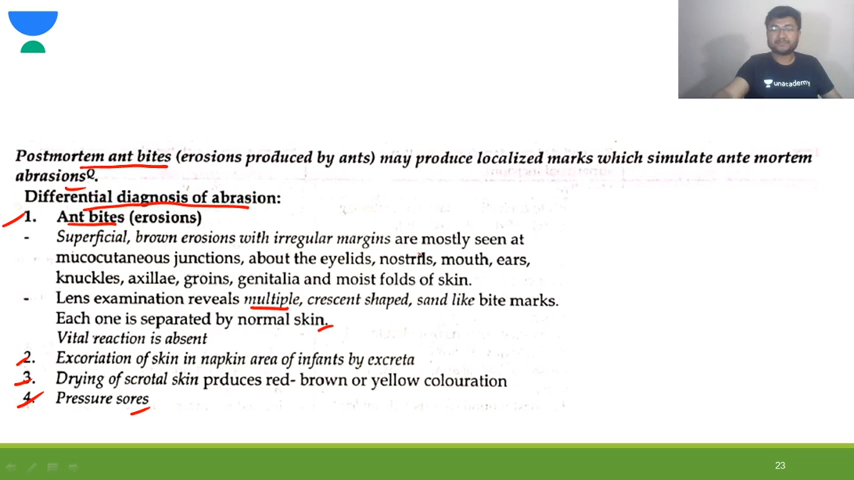 unacademy
Postmortem ant bites (erosions produced by ants) may produce localized marks which simulate ante mortem
abrasionsQ.
Differential diagnosis of abrasion:
1. Ant bites (erosions)
- Superficial, brown erosions with irregular margins are mostly seen at
mucocutaneous junctions, about the eyelids, nostrils, mouth, ears,
knuckles, axillae, groins, genitalia and moist folds of skin.
- Lens examination reveals multiple, crescent shaped, sand like bite marks.
Each one is separated by normal skin.
Vital reaction is absent
2. Excoriation of skin in napkin area of infants by excreta
3. Drying of scrotal skin prduces red- brown or yellow colouration
4. Pressure sores
23